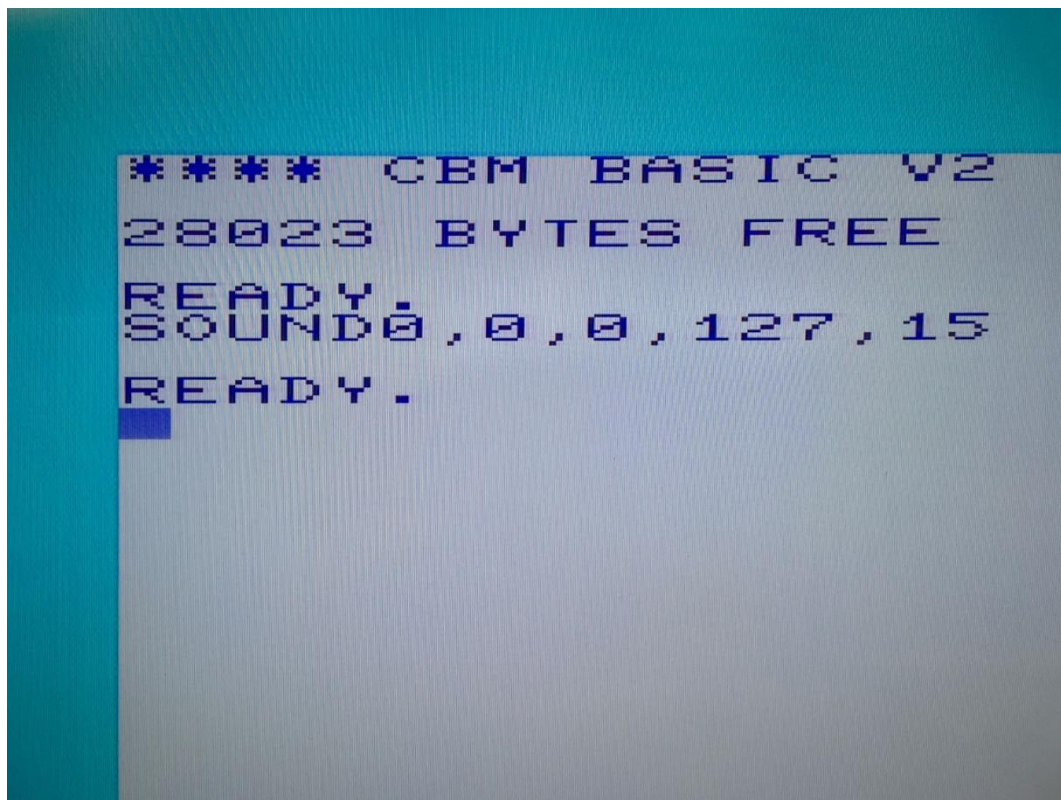 **** CBM BASIC V2
28023 BYTES FREE
READY.
SOUND0,0,0,127,15
READY.